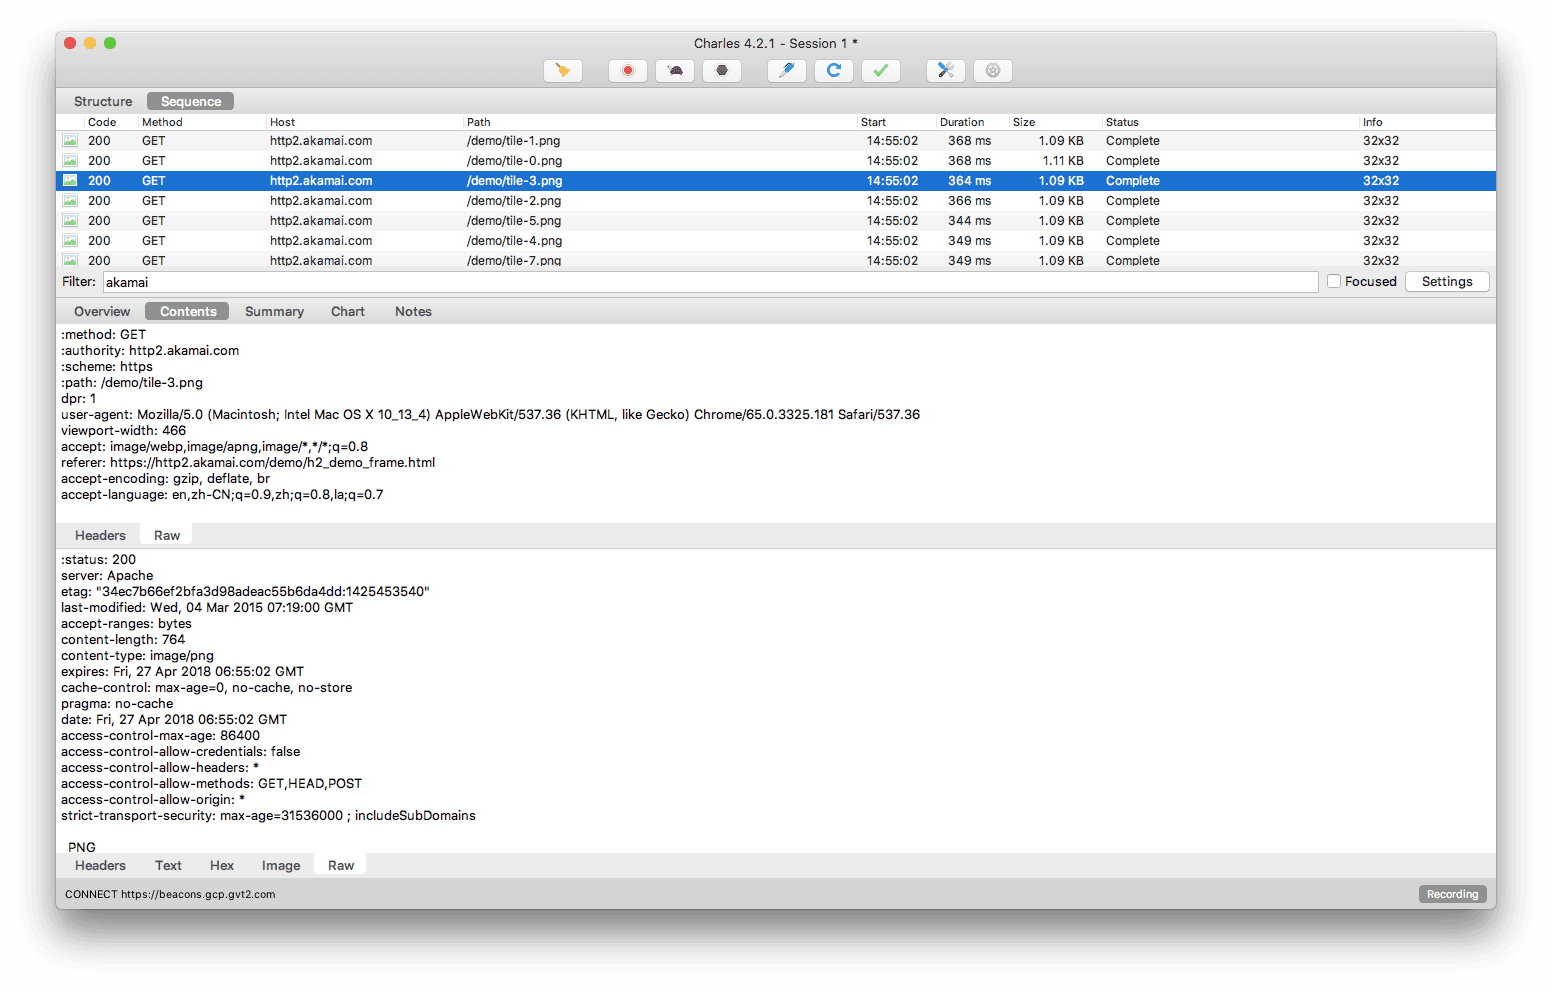 Charles 4.2.1 - Session 1 *
Structure Sequence
Code Method Host Path Start Duration Size Status Info
200 GET http2.akamai.com /demo/tile-1.png 14:55:02 368 ms 1.09 KB Complete 32x32
200 GET http2.akamai.com /demo/tile-0.png 14:55:02 368 ms 1.11 KB Complete 32x32
200 GET http2.akamai.com /demo/tile-3.png 14:55:02 364 ms 1.09 KB Complete 32x32
200 GET http2.akamai.com /demo/tile-2.png 14:55:02 366 ms 1.09 KB Complete 32x32
200 GET http2.akamai.com /demo/tile-5.png 14:55:02 344 ms 1.09 KB Complete 32x32
200 GET http2.akamai.com /demo/tile-4.png 14:55:02 349 ms 1.09 KB Complete 32x32
200 GET http2.akamai.com /demo/tile-7.png 14:55:02 349 ms 1.09 KB Complete 32x32
Filter: akamai Focused Settings
Overview Contents Summary Chart Notes
:method: GET
:authority: http2.akamai.com
:scheme: https
:path: /demo/tile-3.png
dpr: 1
user-agent: Mozilla/5.0 (Macintosh; Intel Mac OS X 10_13_4) AppleWebKit/537.36 (KHTML, like Gecko) Chrome/65.0.3325.181 Safari/537.36
viewport-width: 466
accept: image/webp,image/apng,image/*,*/*;q=0.8
referer: https://http2.akamai.com/demo/h2_demo_frame.html
accept-encoding: gzip, deflate, br
accept-language: en,zh-CN;q=0.9,zh;q=0.8,la;q=0.7
Headers Raw
:status: 200
server: Apache
etag: "34ec7b66ef2bfa3d98adeac55b6da4dd:1425453540"
last-modified: Wed, 04 Mar 2015 07:19:00 GMT
accept-ranges: bytes
content-length: 764
content-type: image/png
expires: Fri, 27 Apr 2018 06:55:02 GMT
cache-control: max-age=0, no-cache, no-store
pragma: no-cache
date: Fri, 27 Apr 2018 06:55:02 GMT
access-control-max-age: 86400
access-control-allow-credentials: false
access-control-allow-headers: *
access-control-allow-methods: GET,HEAD,POST
access-control-allow-origin: *
strict-transport-security: max-age=31536000 ; includeSubDomains
PNG
Headers Text Hex Image Raw
CONNECT https://beacons.gcp.gvt2.com Recording